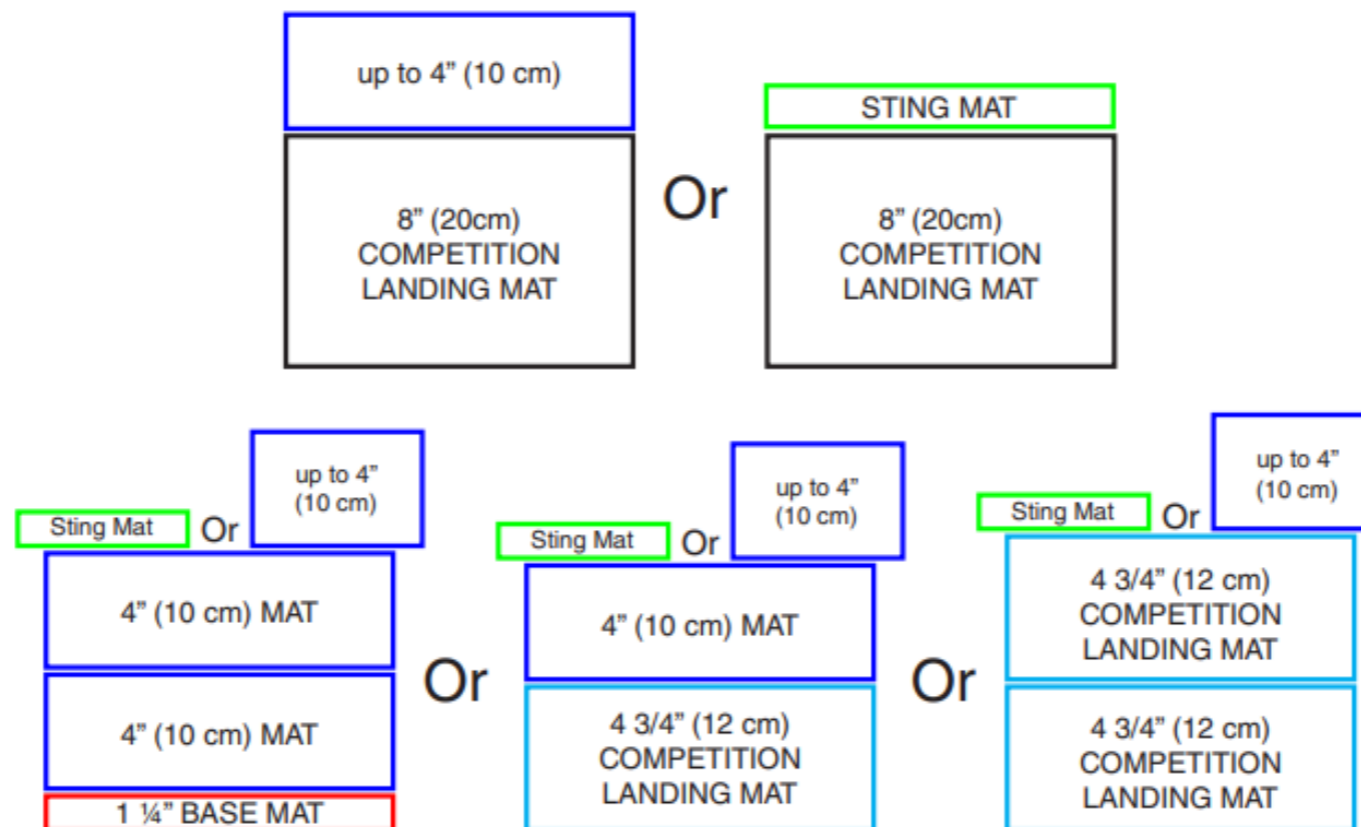 up to 4” (10 cm)
8” (20cm)
COMPETITION
LANDING MAT
Or
STING MAT
8” (20cm)
COMPETITION
LANDING MAT
Sting Mat
Or
up to 4”
(10 cm)
4” (10 cm) MAT
4” (10 cm) MAT
1 ¼” BASE MAT
Or
Sting Mat
Or
up to 4”
(10 cm)
4” (10 cm) MAT
4 3/4” (12 cm)
COMPETITION
LANDING MAT
Or
Sting Mat
Or
up to 4”
(10 cm)
4 3/4” (12 cm)
COMPETITION
LANDING MAT
4 3/4” (12 cm)
COMPETITION
LANDING MAT